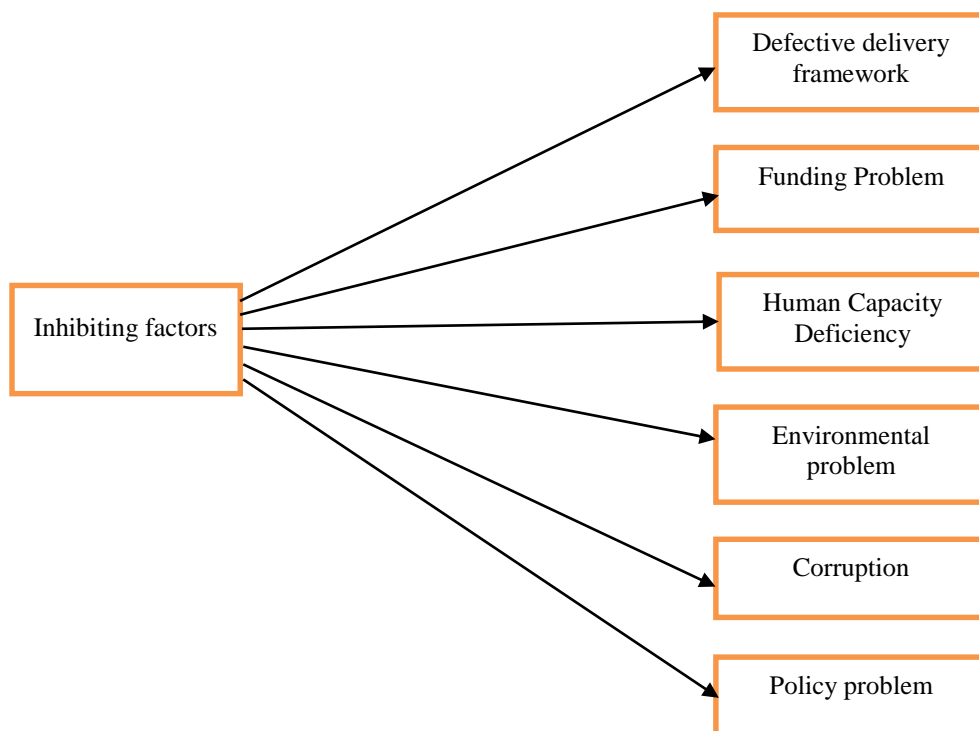 Defective delivery
framework
Funding Problem
Human Capacity
Deficiency
Inhibiting factors
Environmental
problem
Corruption
Policy problem